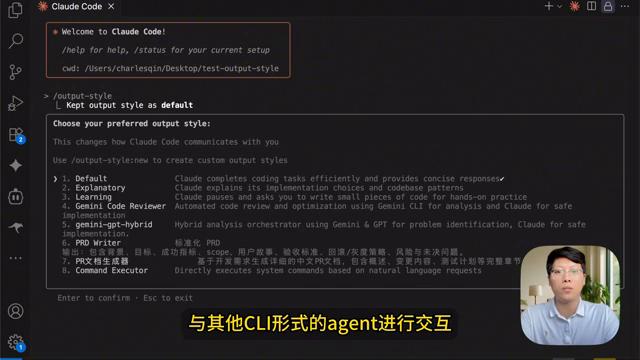 Claude Code
✳ Welcome to Claude Code!
/help for help, /status for your current setup
cwd: /Users/charlesqin/Desktop/test-output-style
> /output-style
Kept output style as default
Choose your preferred output style:
This changes how Claude Code communicates with you
Use /output-style:new to create custom output styles
❯ 1. Default Claude completes coding tasks efficiently and provides concise responses✔
2. Explanatory Claude explains its implementation choices and codebase patterns
3. Learning Claude pauses and asks you to write small pieces of code for hands-on practice
4. Gemini Code Reviewer Automated code review and optimization using Gemini CLI for analysis and Claude for safe
implementation
5. gemini-gpt-hybrid Hybrid analysis orchestrator using Gemini & GPT for problem identification, Claude for safe
implementation.
6. PRD Writer 标准化 PRD
输出：包含背景、目标、成功指标、scope、用户故事、验收标准、回滚/灰度策略、风险与未决问题。
7. PR文档生成器 基于开发需求生成详细的中文PR文档，包含概述、变更内容、测试计划等完整章节
8. Command Executor Directly executes system commands based on natural language requests
Enter to confirm · Esc to exit
与其他CLI形式的agent进行交互
2